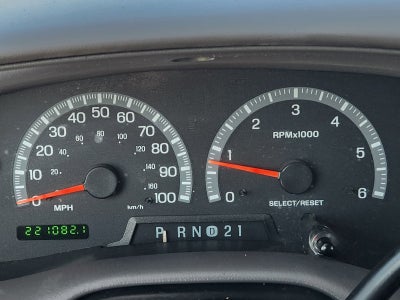 0 10 20 30 40 50 60 70 80 90 100
20 40 60 80 100 120 140 160
MPH
km/h
0 1 2 3 4 5 6
RPMx1000
SELECT/RESET
221082.1
P R N D 2 1